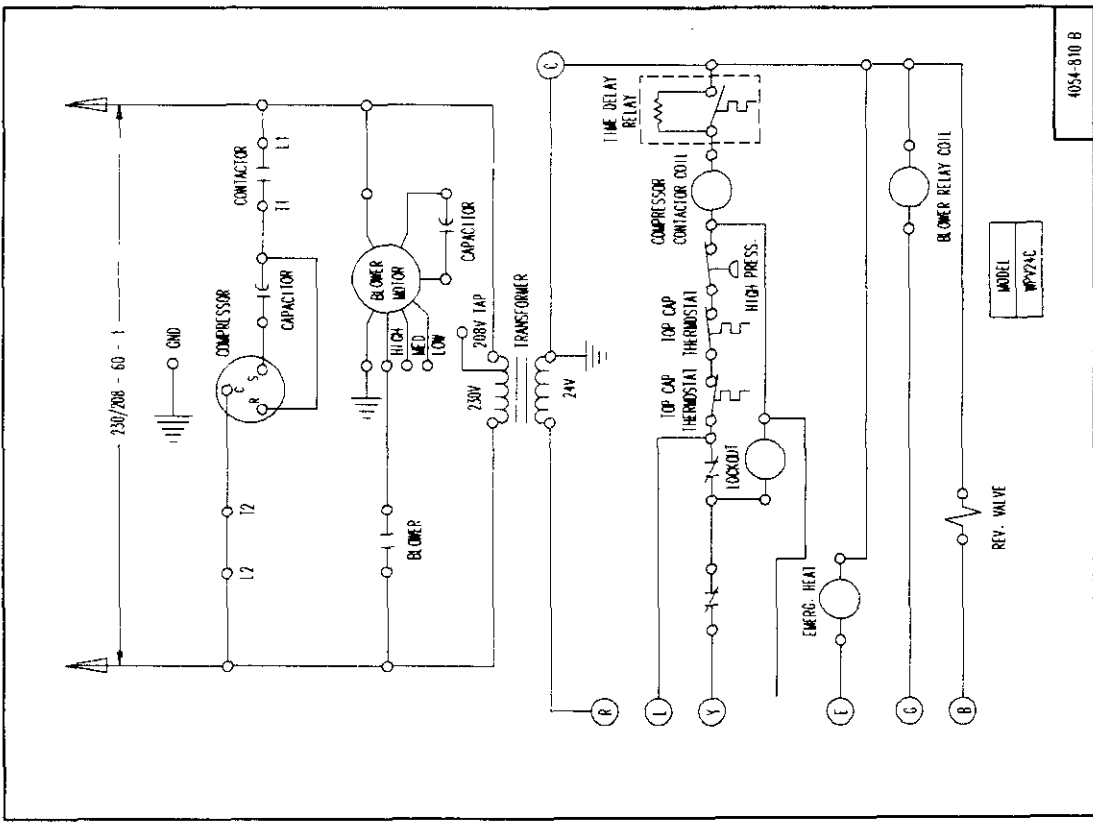 230/208 - 60 - 1
GND
COMPRESSOR
C
S
R
CAPACITOR
CONTACTOR
T1
L1
L2
T2
BLOWER
MOTOR
CAPACITOR
HIGH
MED
LOW
BLOWER
208V TAP
230V
TRANSFORMER
24V
C
R
TIME DELAY
RELAY
COMPRESSOR
CONTACTOR COIL
HIGH PRESS.
TOP CAP
THERMOSTAT
TOP CAP
THERMOSTAT
LOCKOUT
L
Y
EMERG. HEAT
E
G
BLOWER RELAY COIL
B
REV. VALVE
MODEL
WPV24C
4054-810 B